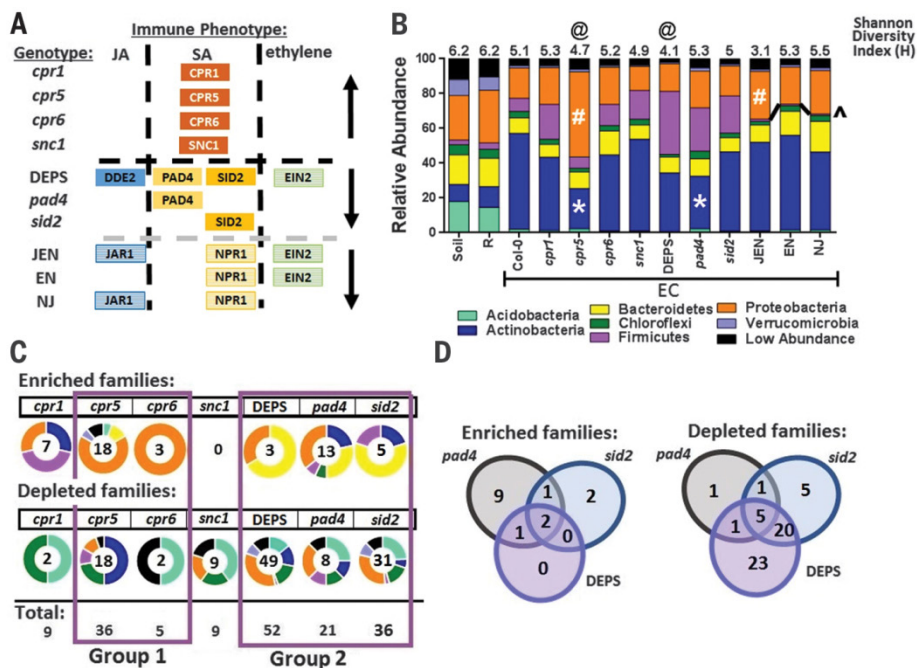 A
Immune Phenotype:
Genotype: JA SA ethylene
cpr1 CPR1
cpr5 CPR5
cpr6 CPR6
snc1 SNC1
DEPS DDE2 PAD4 SID2 EIN2
pad4 PAD4
sid2 SID2
JEN JAR1 NPR1 EIN2
EN NPR1 EIN2
NJ JAR1 NPR1
B
@ @
6.2 6.2 5.1 5.3 4.7 5.2 4.9 4.1 5.3 5 3.1 5.3 5.5
Shannon
Diversity
Index (H)
Relative Abundance
100
80
60
40
20
0
# # ^
* *
Soil R Col-0 cpr1 cpr5 cpr6 snc1 DEPS pad4 sid2 JEN EN NJ
EC
Acidobacteria
Actinobacteria
Bacteroidetes
Chloroflexi
Firmicutes
Proteobacteria
Verrucomicrobia
Low Abundance
C
Enriched families:
cpr1 cpr5 cpr6 snc1 DEPS pad4 sid2
7 18 3 0 3 13 5
Depleted families:
cpr1 cpr5 cpr6 snc1 DEPS pad4 sid2
2 18 2 9 49 8 31
Total:
9 36 5 9 52 21 36
Group 1 Group 2
D
Enriched families:
pad4 sid2
9 1 2
2
1 0
0
DEPS
Depleted families:
pad4 sid2
1 1 5
5
1 20
23
DEPS